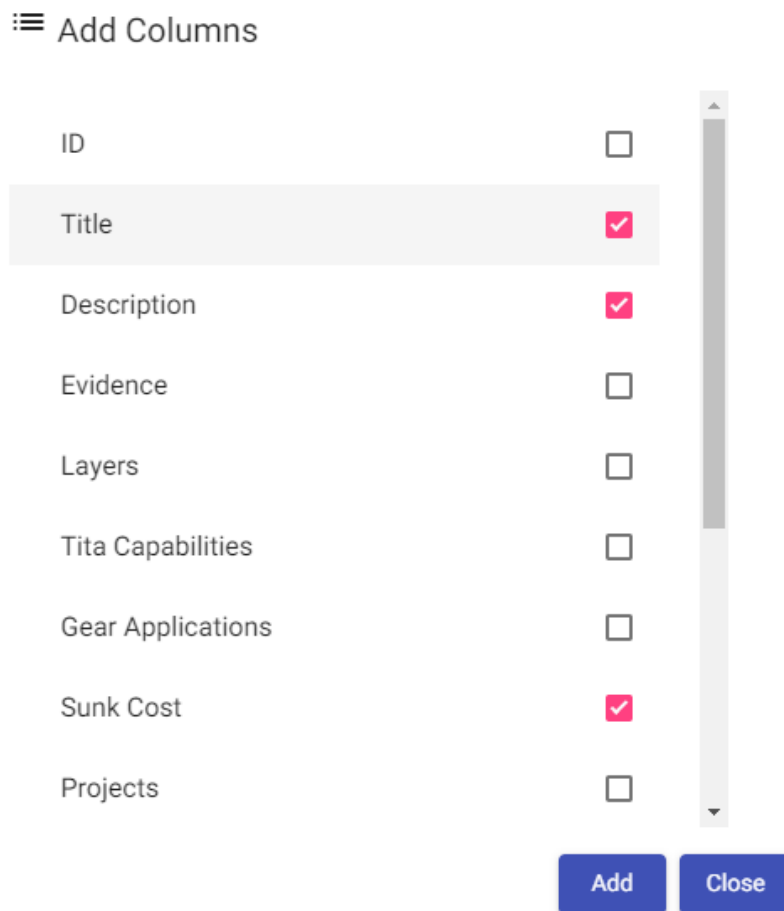 Add Columns
ID
Title
Description
Evidence
Layers
Tita Capabilities
Gear Applications
Sunk Cost
Projects
Add Close